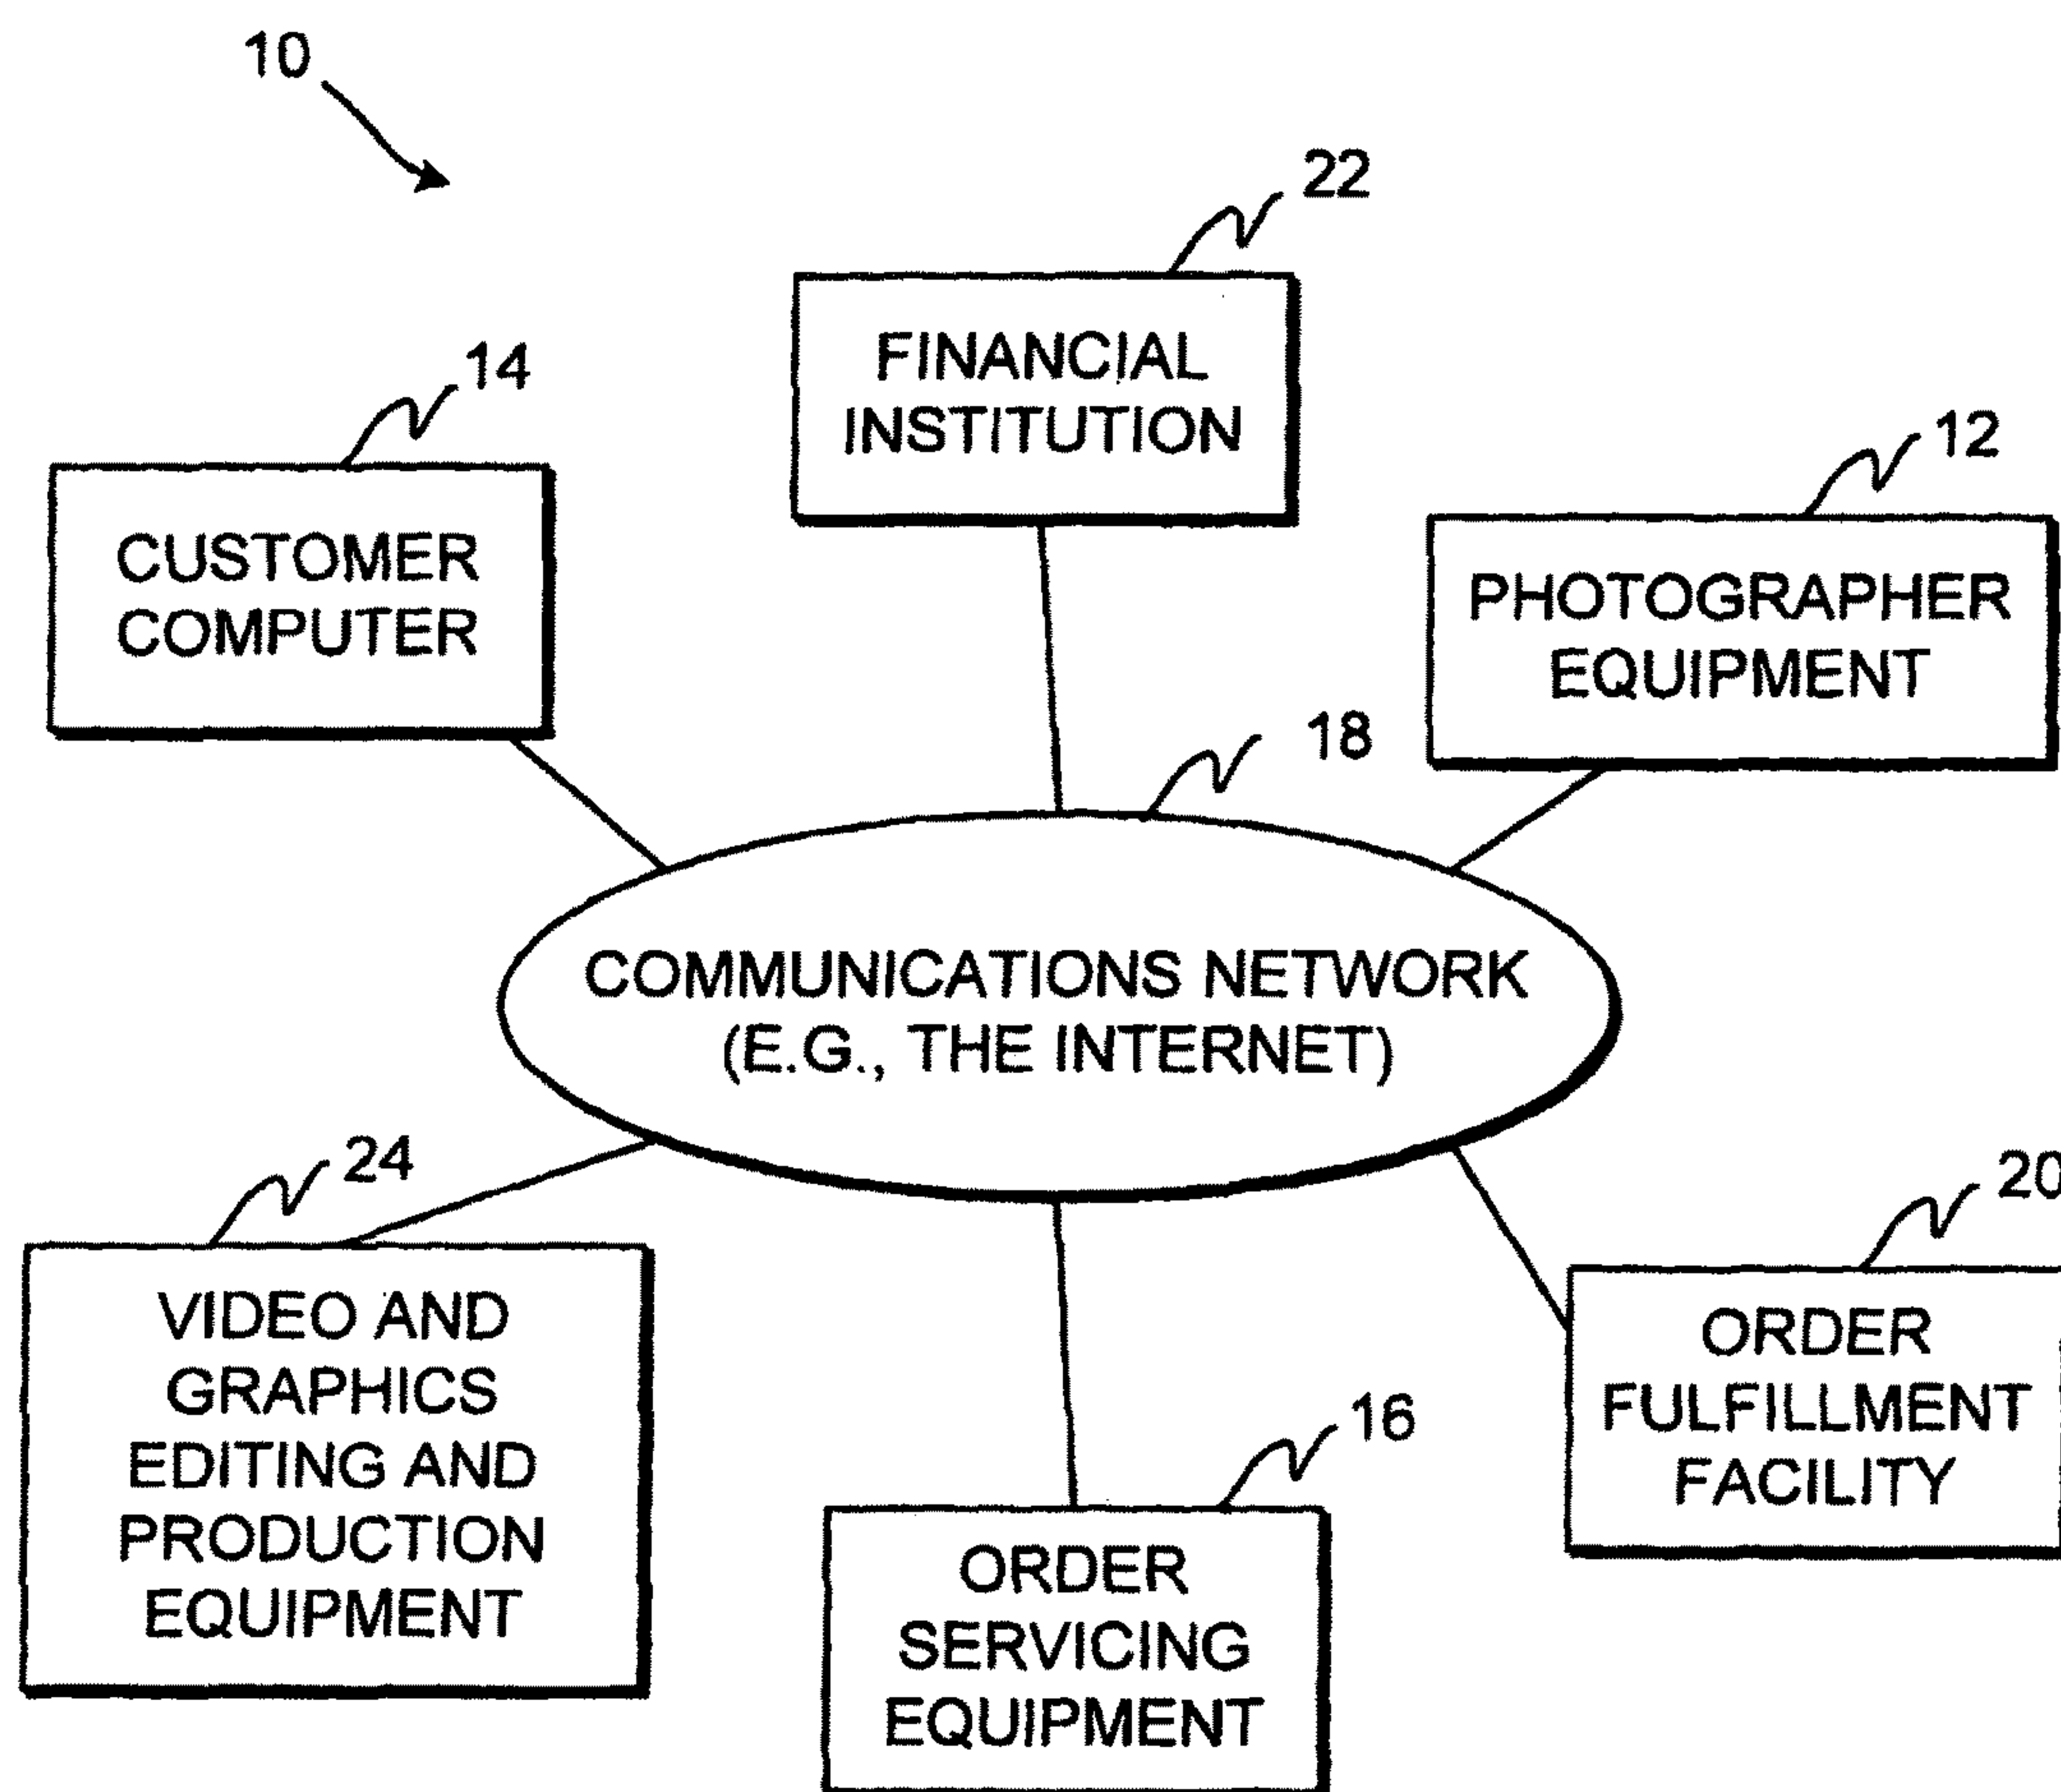 10
22
FINANCIAL
INSTITUTION
14
CUSTOMER
COMPUTER
12
PHOTOGRAPHER
EQUIPMENT
18
COMMUNICATIONS NETWORK
(E.G., THE INTERNET)
24
VIDEO AND
GRAPHICS
EDITING AND
PRODUCTION
EQUIPMENT
16
ORDER
SERVICING
EQUIPMENT
20
ORDER
FULFILLMENT
FACILITY